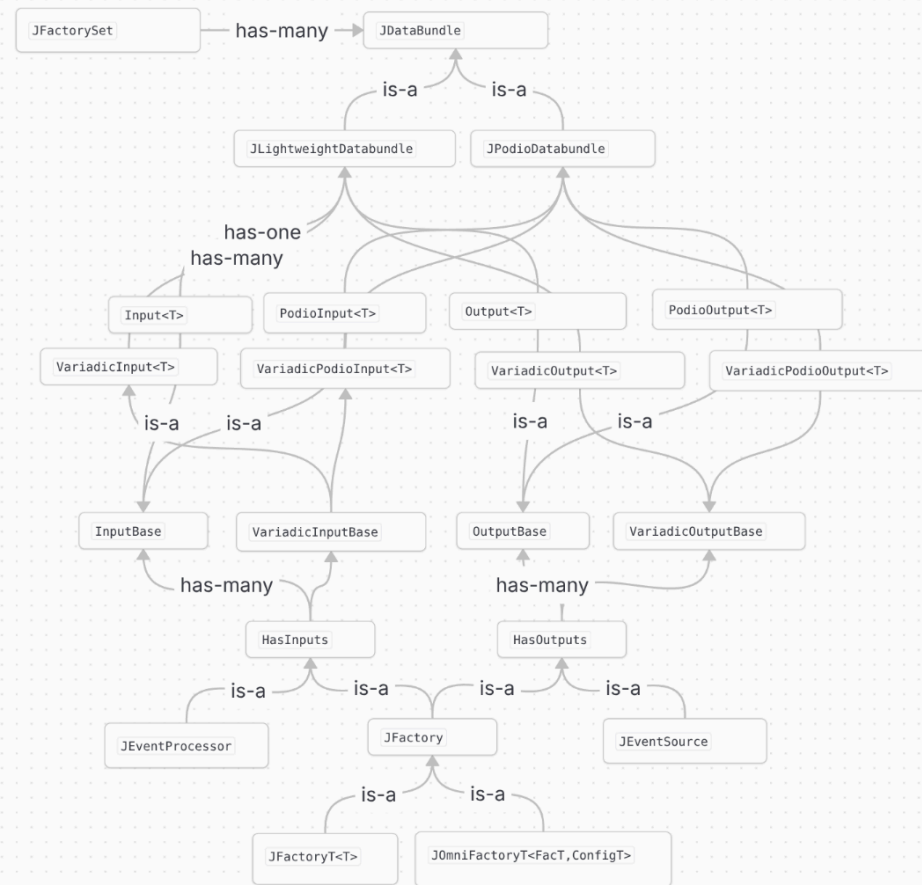 JFactorySet
has-many
JDataBundle
is-a
is-a
JLightweightDatabundle
JPodioDatabundle
has-one
has-many
Input<T>
PodioInput<T>
Output<T>
PodioOutput<T>
VariadicInput<T>
VariadicPodioInput<T>
VariadicOutput<T>
VariadicPodioOutput<T>
is-a
is-a
is-a
is-a
InputBase
VariadicInputBase
OutputBase
VariadicOutputBase
has-many
has-many
HasInputs
HasOutputs
is-a
is-a
is-a
is-a
JEventProcessor
JFactory
JEventSource
is-a
is-a
JFactoryT<T>
JOmniFactoryT<FacT,ConfigT>